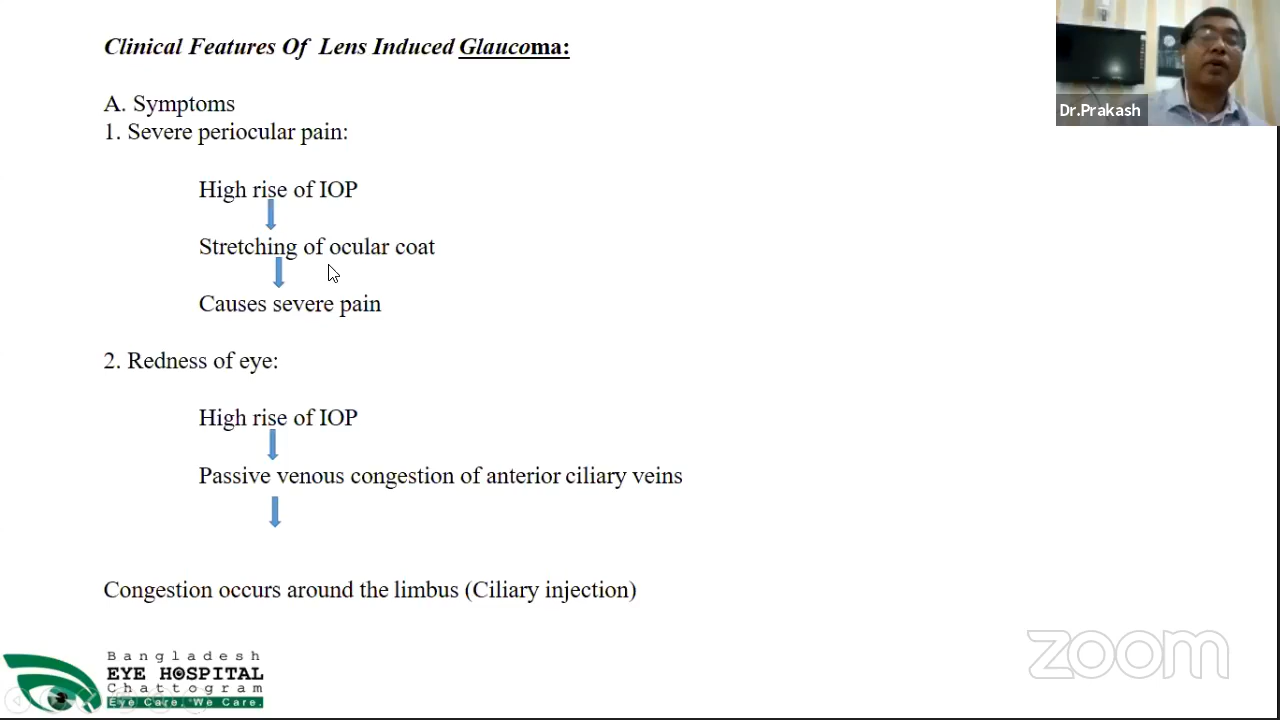 Clinical Features Of Lens Induced Glaucoma:
Dr.Prakash
A. Symptoms
1. Severe periocular pain:
High rise of IOP
Stretching of ocular coat
Causes severe pain
2. Redness of eye:
High rise of IOP
Passive venous congestion of anterior ciliary veins
Congestion occurs around the limbus (Ciliary injection)
Bangladesh
EYE HOSPITAL
Chattogram
Eye Care. We Care.
zoom